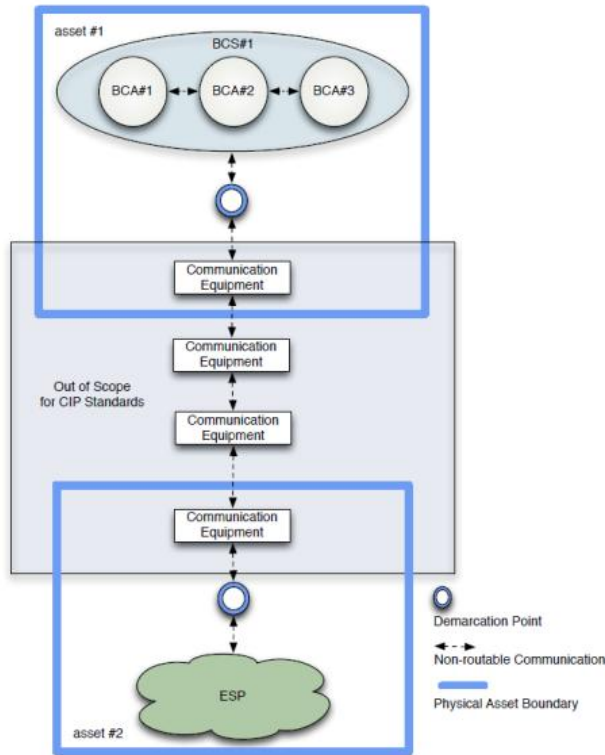 asset #1
BCS#1
BCA#1
BCA#2
BCA#3
Communication
Equipment
Communication
Equipment
Out of Scope
for CIP Standards
Communication
Equipment
Communication
Equipment
Demarcation Point
Non-routable Communication
ESP
Physical Asset Boundary
asset #2